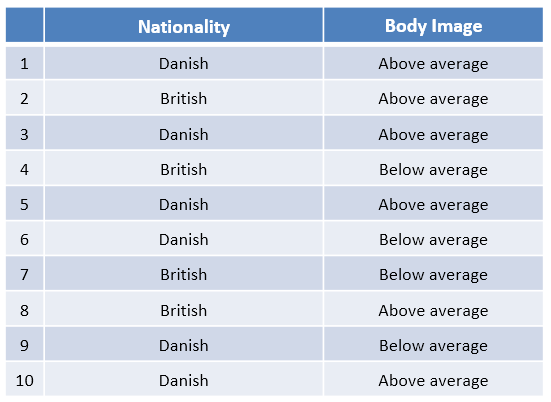 Nationality Body Image
1 Danish Above average
2 British Above average
3 Danish Above average
4 British Below average
5 Danish Above average
6 Danish Below average
7 British Below average
8 British Above average
9 Danish Below average
10 Danish Above average